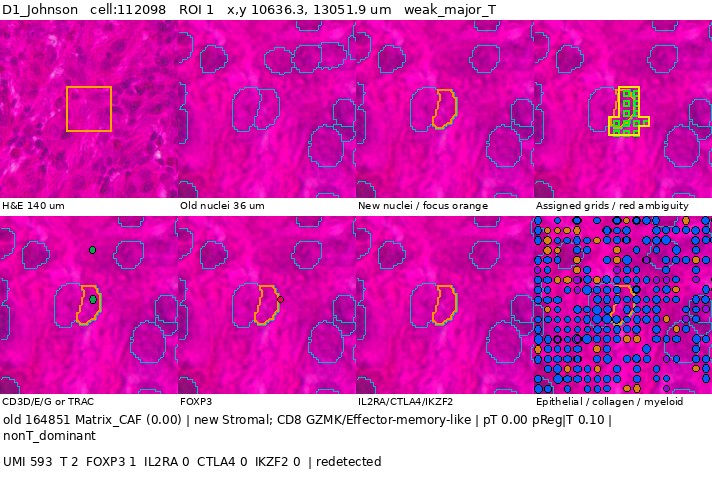 D1_Johnson cell:112098 ROI 1 x,y 10636.3, 13051.9 um weak_major_T
H&E 140 um
Old nuclei 36 um
New nuclei / focus orange
Assigned grids / red ambiguity
CD3D/E/G or TRAC
FOXP3
IL2RA/CTLA4/IKZF2
Epithelial / collagen / myeloid
old 164851 Matrix_CAF (0.00) | new Stromal; CD8 GZMK/Effector-memory-like | pT 0.00 pReg|T 0.10 |
nonT_dominant
UMI 593 T 2 FOXP3 1 IL2RA 0 CTLA4 0 IKZF2 0 | redetected